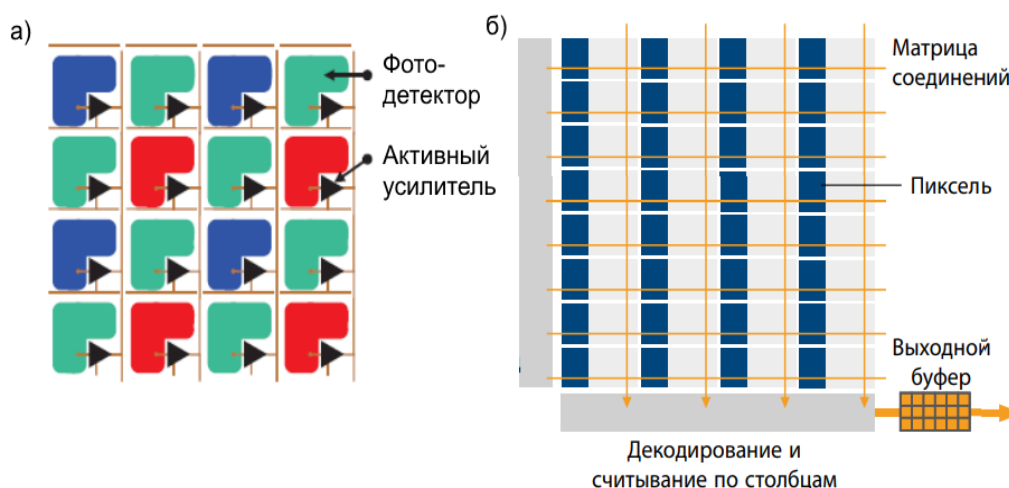 а)
Фото-
детектор
Активный
усилитель
б)
Матрица
соединений
Пиксель
Выходной
буфер
Декодирование и
считывание по столбцам